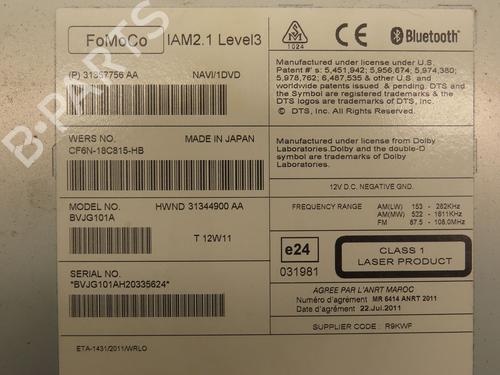 FoMoCo
IAM2.1 Level3
(P) 31357756 AA NAVI/1DVD
WERS NO. MADE IN JAPAN
CF6N-18C815-HB
MODEL NO. HWND 31344900 AA
BVJG101A
T 12W11
SERIAL NO.
*BVJG101AH20335624*
ETA-1431/2011/WRLO
1024
CE
Bluetooth
Manufactured under license under U.S.
Patent #'s: 5,451,942; 5,956,674; 5,974,380;
5,978,762; 6,487,535 & other U.S. and
worldwide patents issued & pending. DTS and
the Symbol are registered trademarks & the
DTS logos are trademarks of DTS, Inc.
© DTS, Inc. All Rights Reserved.
Manufactured under license from Dolby
Laboratories. Dolby and the double-D
symbol are trademarks of Dolby
Laboratories.
12V D.C. NEGATIVE GND.
FREQUENCY RANGE AM(LW) 153 - 282KHz
AM(MW) 522 - 1611KHz
FM 87.5 - 108.0MHz
e24
031981
CLASS 1
LASER PRODUCT
AGREE PAR L'ANRT MAROC
Numéro d'agrément MR 6414 ANRT 2011
Date d'agrément 22.Jul.2011
SUPPLIER CODE : R9KWF
B-PARTS